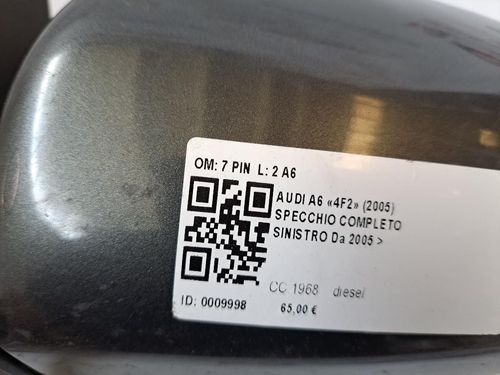 OM: 7 PIN L: 2 A6
AUDI A6 «4F2» (2005)
SPECCHIO COMPLETO
SINISTRO Da 2005 >
CC 1968 diesel
ID: 0009998
65,00 €